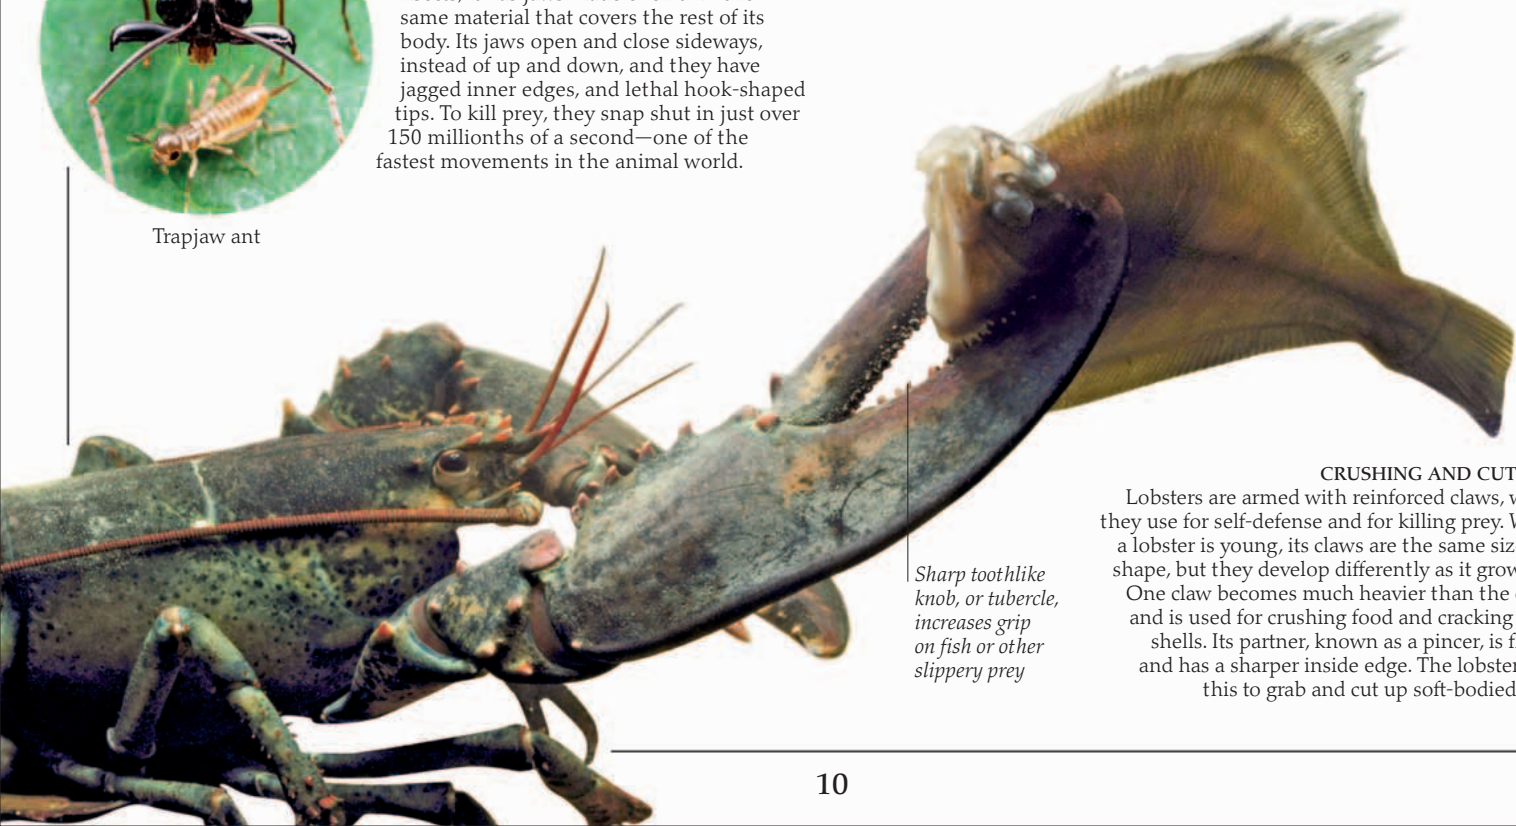 same material that covers the rest of its
body. Its jaws open and close sideways,
instead of up and down, and they have
jagged inner edges, and lethal hook-shaped
tips. To kill prey, they snap shut in just over
150 millionths of a second—one of the
fastest movements in the animal world.
Trapjaw ant
Sharp toothlike
knob, or tubercle,
increases grip
on fish or other
slippery prey
CRUSHING AND CUT
Lobsters are armed with reinforced claws,
they use for self-defense and for killing prey.
a lobster is young, its claws are the same
shape, but they develop differently as it
One claw becomes much heavier than the
and is used for crushing food and cracking
shells. Its partner, known as a pincer, is
and has a sharper inside edge. The lobster
this to grab and cut up soft-bodied
10